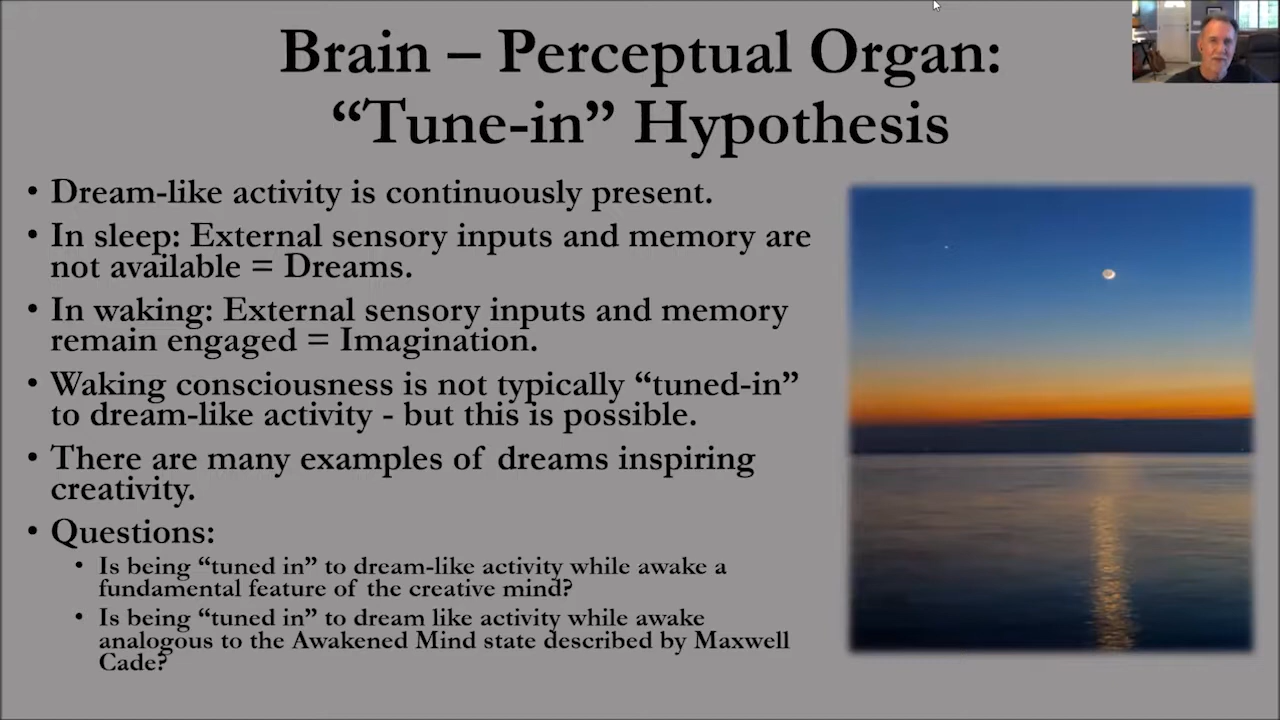 Brain – Perceptual Organ:
“Tune-in” Hypothesis
• Dream-like activity is continuously present.
• In sleep: External sensory inputs and memory are
not available = Dreams.
• In waking: External sensory inputs and memory
remain engaged = Imagination.
• Waking consciousness is not typically “tuned-in”
to dream-like activity - but this is possible.
• There are many examples of dreams inspiring
creativity.
• Questions:
• Is being “tuned in” to dream-like activity while awake a
fundamental feature of the creative mind?
• Is being “tuned in” to dream like activity while awake
analogous to the Awakened Mind state described by Maxwell
Cade?